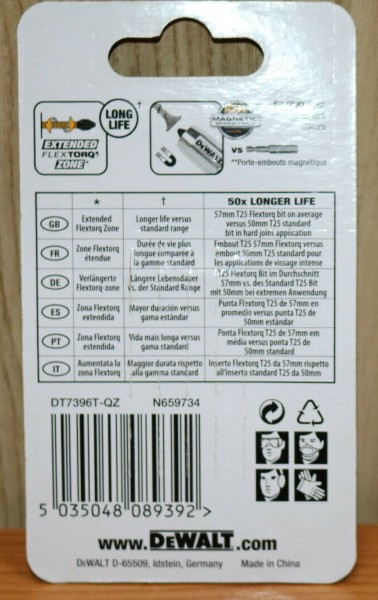 LONG
LIFE †
EXTENDED
FLEXTORQ
ZONE*
MAGNETIC
DEWALT
VS
**Porte-embouts magnétique
* † 50x LONGER LIFE
GB Extended Flextorq Zone Longer life versus standard range 57mm T25 Flextorq bit on average versus 50mm T25 standard bit in hard joins application
FR Zone Flextorq étendue Durée de vie plus longue comparée à la gamme standard Embout T25 57mm Flextorq versus embout 50mm T25 standard pour les applications de vissage intense
DE Verlängerte Flextorq-zone Längere Lebensdauer vs. der Standard Range T25 Flextorq Bit im Durchschnitt 57mm vs. des Standard T25 Bit mit 50mm bei extremen Anwendung
ES Zona Flextorq extendida Mayor duración versus gama estándar Punta Flextorq T25 de 57mm en promedio versus punta T25 de 50mm estándar
PT Zona Flextorq extendida Vida mais longa versus gama standard Ponta Flextorq T25 de 57mm em média versus ponta T25 de 50mm standard
IT Aumentata la zona Flextorq Maggior durata rispetto alla gamma standard Inserto Flextorq T25 da 57mm rispetto all'inserto standard T25 da 50mm
DT7396T-QZ N659734
5 035048 089392 >
www.DEWALT.com
DEWALT D-65509, Idstein, Germany Made in China